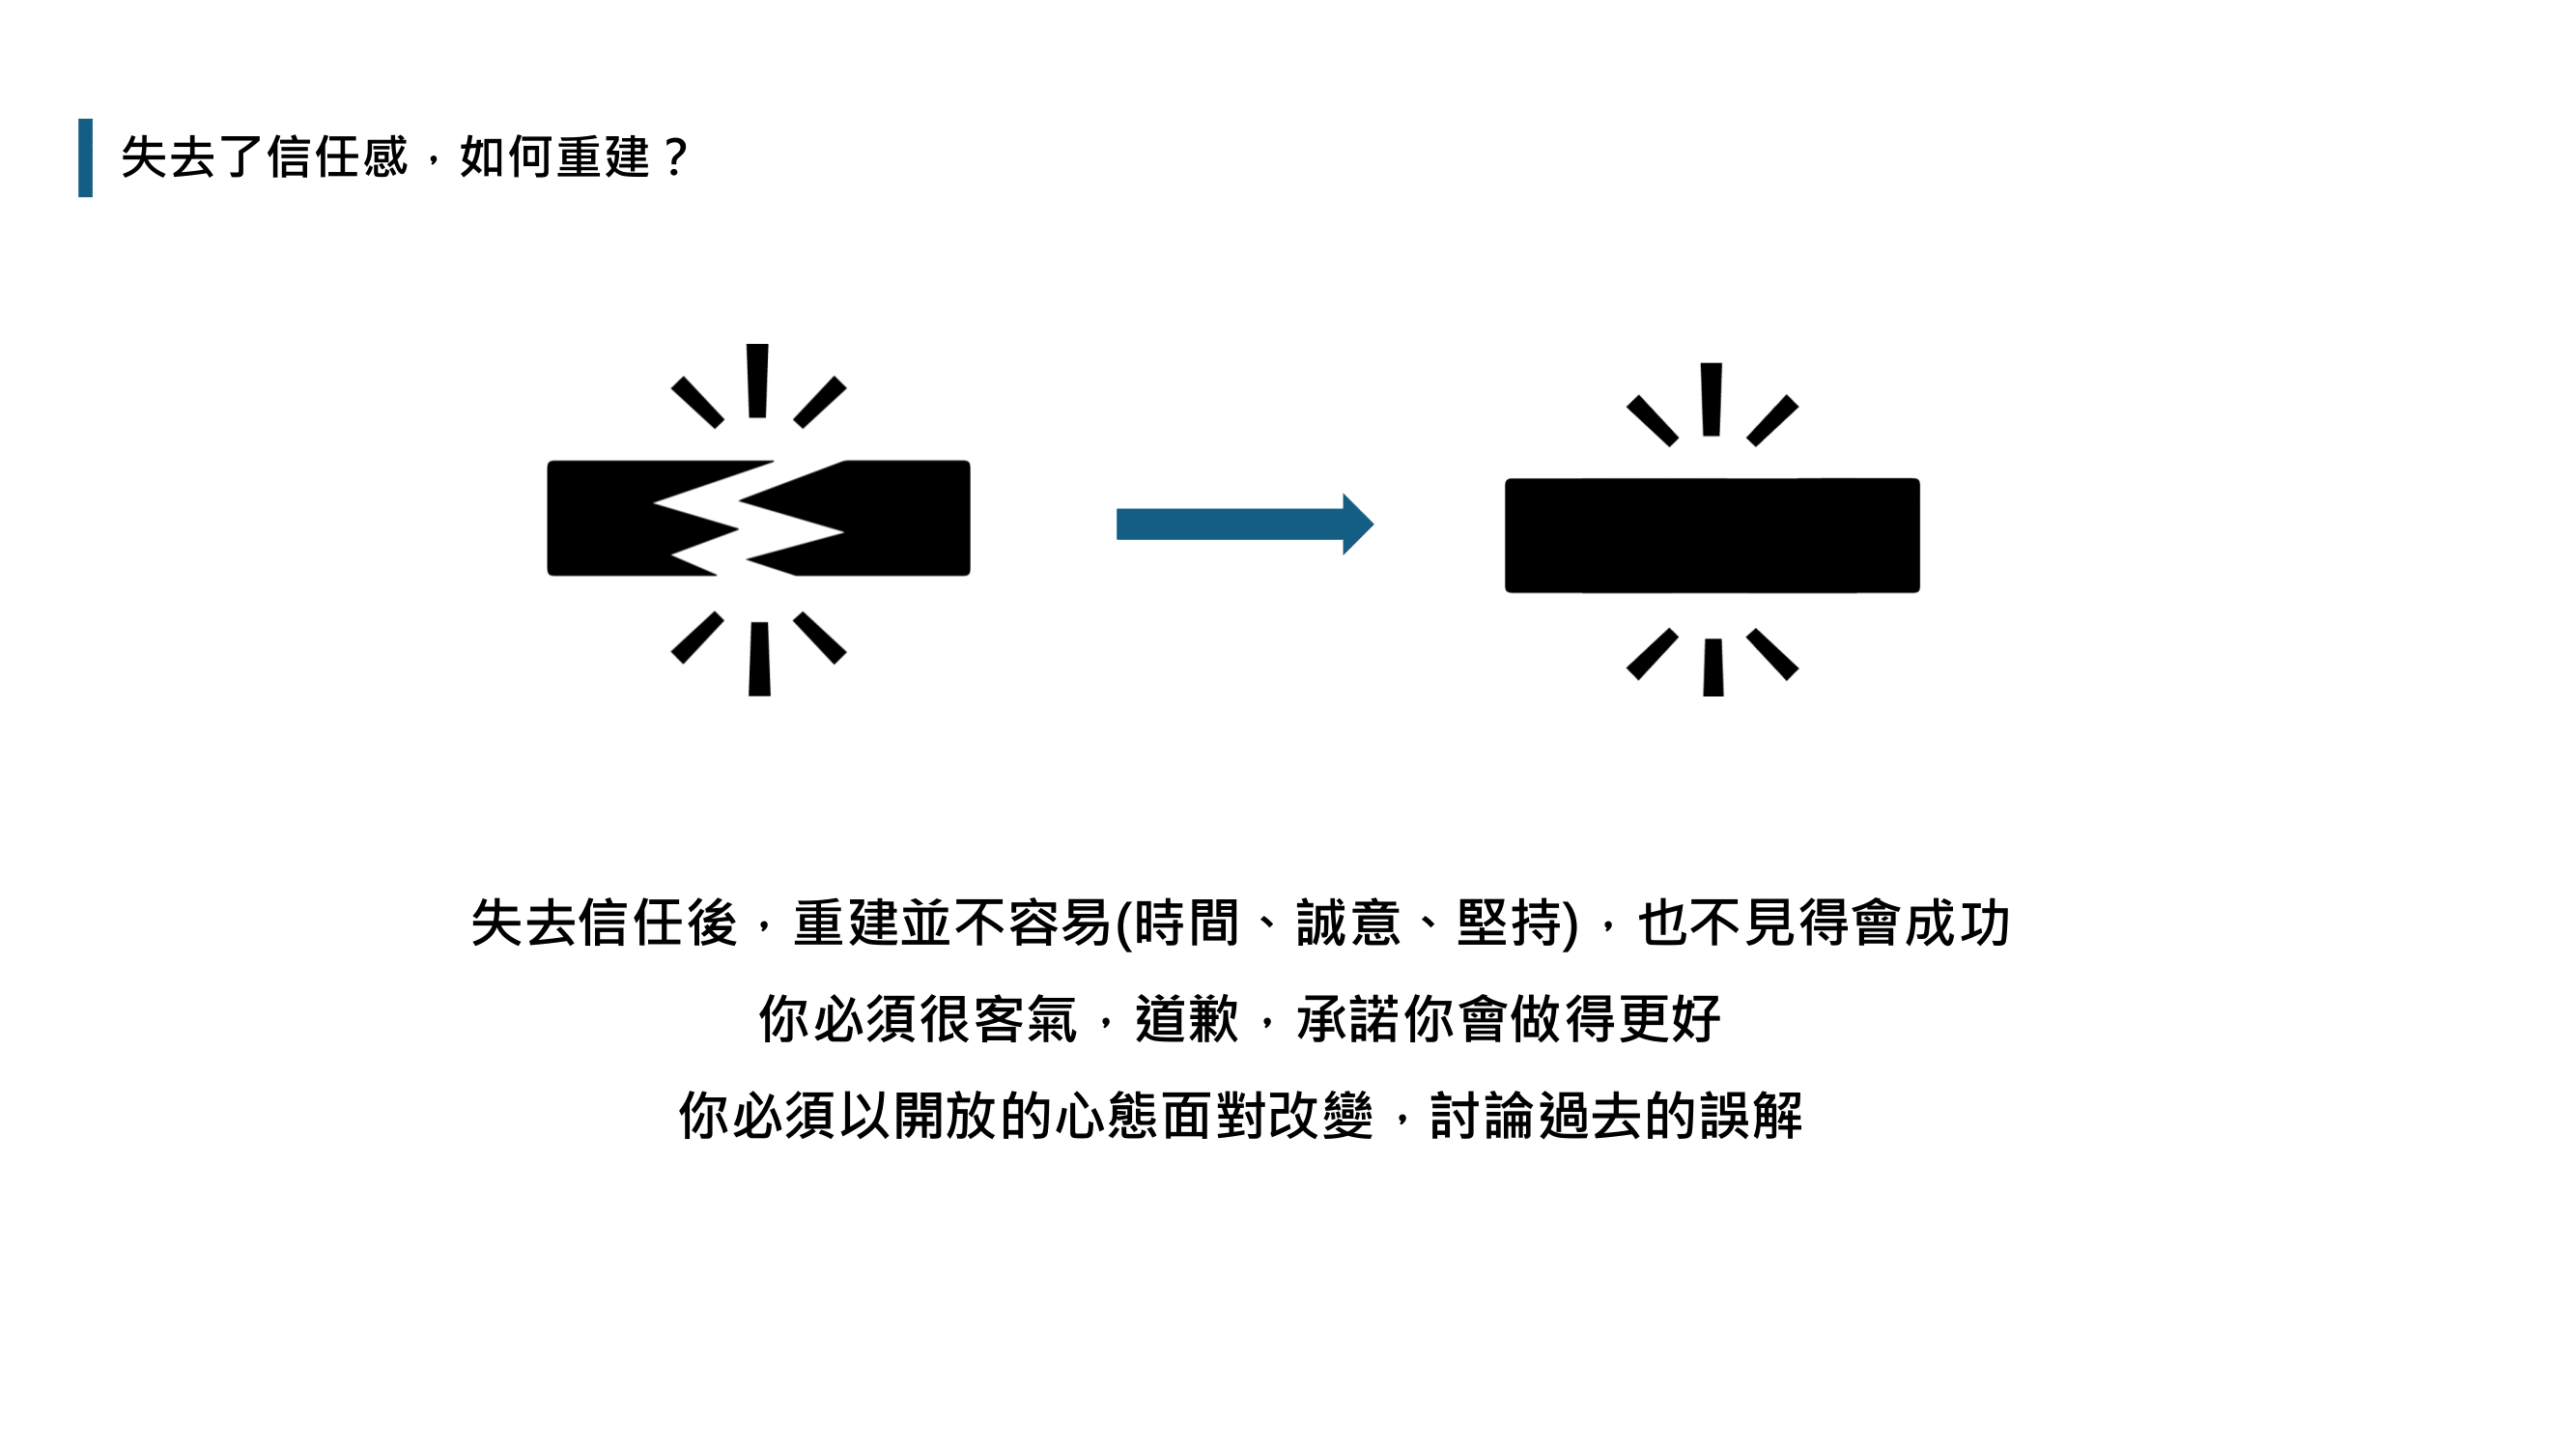 失去了信任感，如何重建？
失去信任後，重建並不容易(時間、誠意、堅持)，也不見得會成功
你必須很客氣，道歉，承諾你會做得更好
你必須以開放的心態面對改變，討論過去的誤解